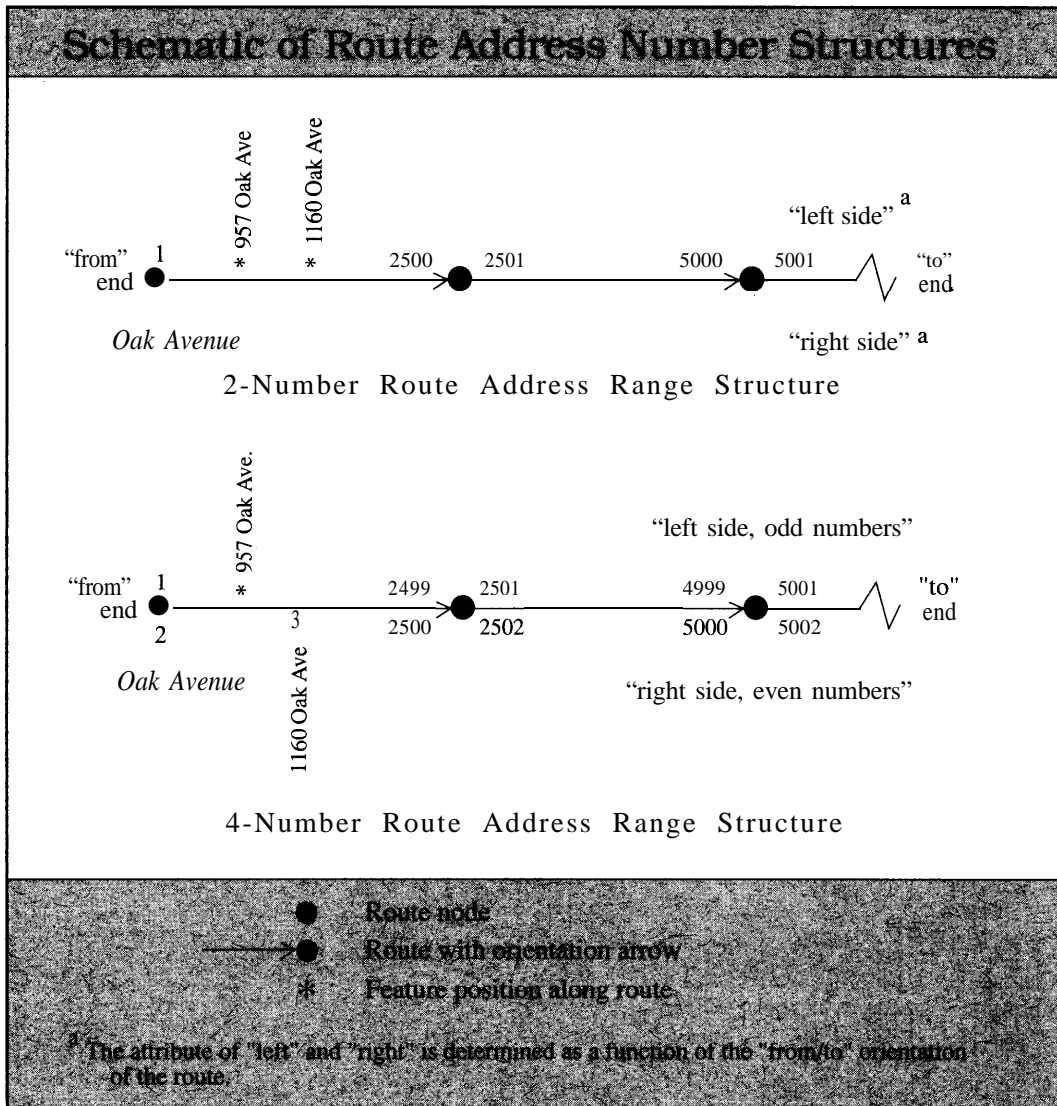 Schematic of Route Address Number Structures
* 957 Oak Ave
* 1160 Oak Ave
“left side” a
“from” end
1
2500
2501
5000
5001
“to” end
Oak Avenue
“right side” a
2-Number Route Address Range Structure
* 957 Oak Ave.
“left side, odd numbers”
“from” end
1
2499
2501
4999
5001
"to" end
2
3
2500
2502
5000
5002
1160 Oak Ave
Oak Avenue
“right side, even numbers”
4-Number Route Address Range Structure
Route node
Route with orientation arrow
* Feature position along route
a The attribute of "left" and "right" is determined as a function of the "from/to" orientation
of the route.